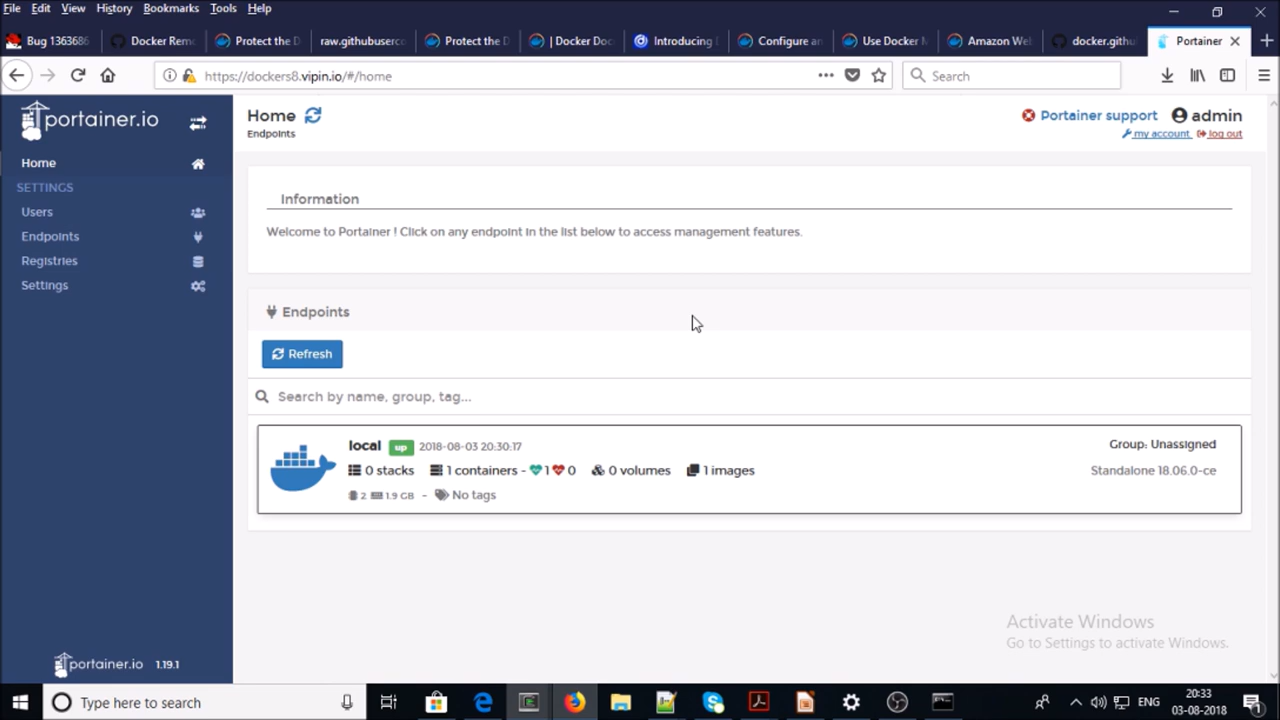 File Edit View History Bookmarks Tools Help
Bug 1363686 Docker Rem Protect the D raw.githubuserco Protect the D | Docker Doc Introducing Configure an Use Docker Amazon Web docker.githu Portainer
https://dockers8.vipin.io/#/home
Search
portainer.io
Home
SETTINGS
Users
Endpoints
Registries
Settings
portainer.io 1.19.1
Home
Endpoints
Portainer support admin
my account log out
Information
Welcome to Portainer ! Click on any endpoint in the list below to access management features.
Endpoints
Refresh
Search by name, group, tag...
local up 2018-08-03 20:30:17 Group: Unassigned
0 stacks 1 containers - 1 0 0 volumes 1 images Standalone 18.06.0-ce
2 1.9 GB - No tags
Activate Windows
Go to Settings to activate Windows.
Type here to search
ENG
20:33
03-08-2018
1